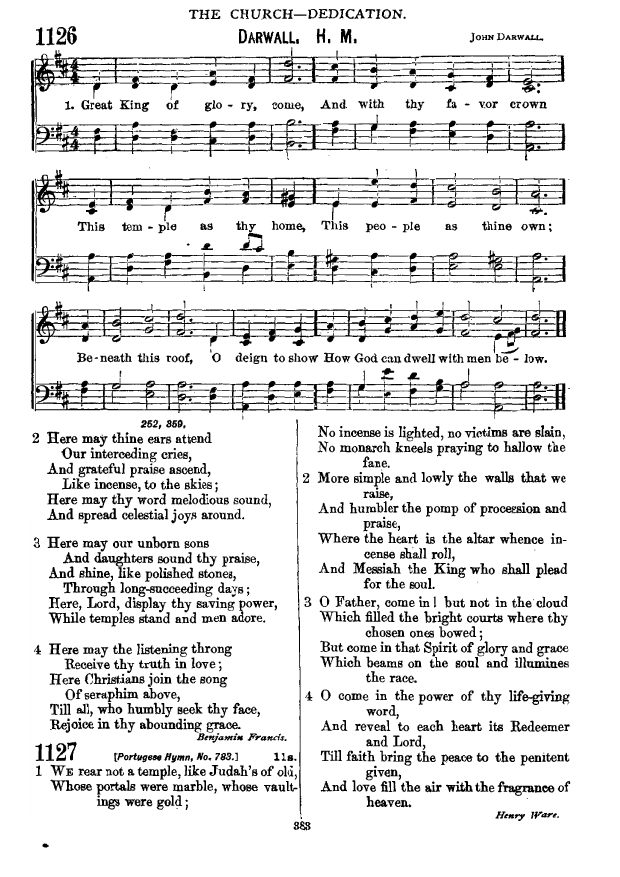 THE CHURCH—DEDICATION.
1126
DARWALL. H. M.
JOHN DARWALL.
1. Great King of glo - ry, come, And with thy fa - vor crown
This tem - ple as thy home, This peo - ple as thine own;
Be-neath this roof, O deign to show How God can dwell with men be - low.
252, 359.
2 Here may thine ears attend
Our interceding cries,
And grateful praise ascend,
Like incense, to the skies;
Here may thy word melodious sound,
And spread celestial joys around.
3 Here may our unborn sons
And daughters sound thy praise,
And shine, like polished stones,
Through long-succeeding days;
Here, Lord, display thy saving power,
While temples stand and men adore.
4 Here may the listening throng
Receive thy truth in love;
Here Christians join the song
Of seraphim above,
Till all, who humbly seek thy face,
Rejoice in thy abounding grace.
Benjamin Francis.
1127
[Portugese Hymn, No. 783.] 11s.
1 WE rear not a temple, like Judah's of old,
Whose portals were marble, whose vault-
ings were gold;
No incense is lighted, no victims are slain,
No monarch kneels praying to hallow the
fane.
2 More simple and lowly the walls that we
raise,
And humbler the pomp of procession and
praise,
Where the heart is the altar whence in-
cense shall roll,
And Messiah the King who shall plead
for the soul.
3 O Father, come in! but not in the cloud
Which filled the bright courts where thy
chosen ones bowed;
But come in that Spirit of glory and grace
Which beams on the soul and illumines
the race.
4 O come in the power of thy life-giving
word,
And reveal to each heart its Redeemer
and Lord,
Till faith bring the peace to the penitent
given,
And love fill the air with the fragrance of
heaven.
Henry Ware.
383